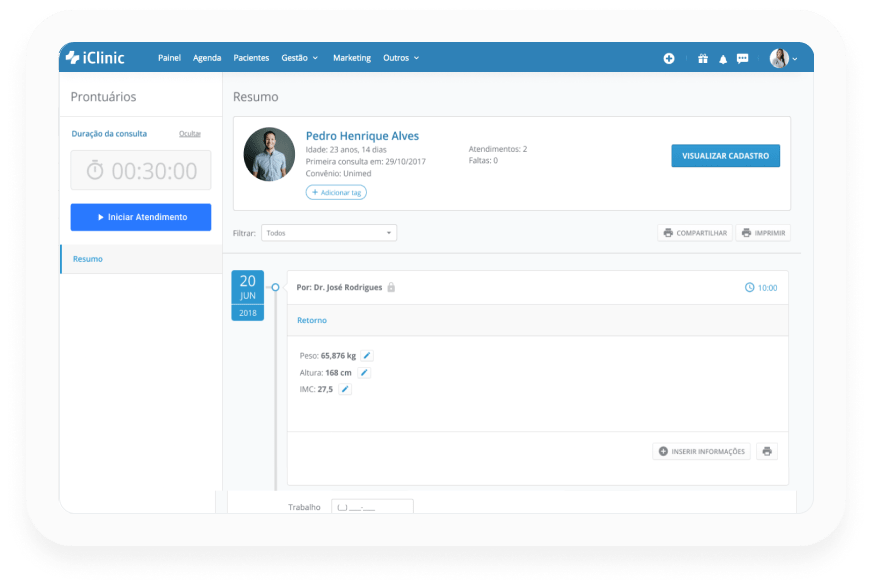 iClinic
Painel Agenda Pacientes Gestão Marketing Outros
Prontuários
Duração da consulta Ocultar
00:30:00
Iniciar Atendimento
Resumo
Resumo
Pedro Henrique Alves
Idade: 23 anos, 14 dias
Primeira consulta em: 29/10/2017
Convênio: Unimed
+ Adicionar tag
Atendimentos: 2
Faltas: 0
VISUALIZAR CADASTRO
Filtrar: Todos
COMPARTILHAR IMPRIMIR
20
JUN
2018
Por: Dr. José Rodrigues 10:00
Retorno
Peso: 65,876 kg
Altura: 168 cm
IMC: 27,5
INSERIR INFORMAÇÕES
Trabalho (__) ____-____